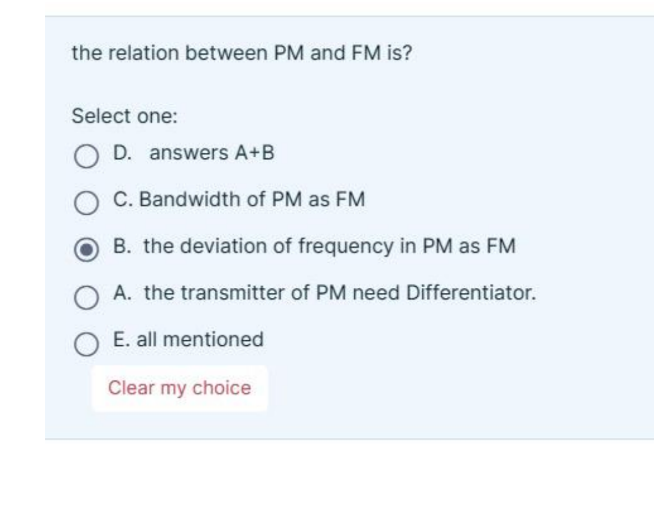 the relation between PM and FM is?
Select one:
D. answers A+B
C. Bandwidth of PM as FM
B. the deviation of frequency in PM as FM
A. the transmitter of PM need Differentiator.
E. all mentioned
Clear my choice